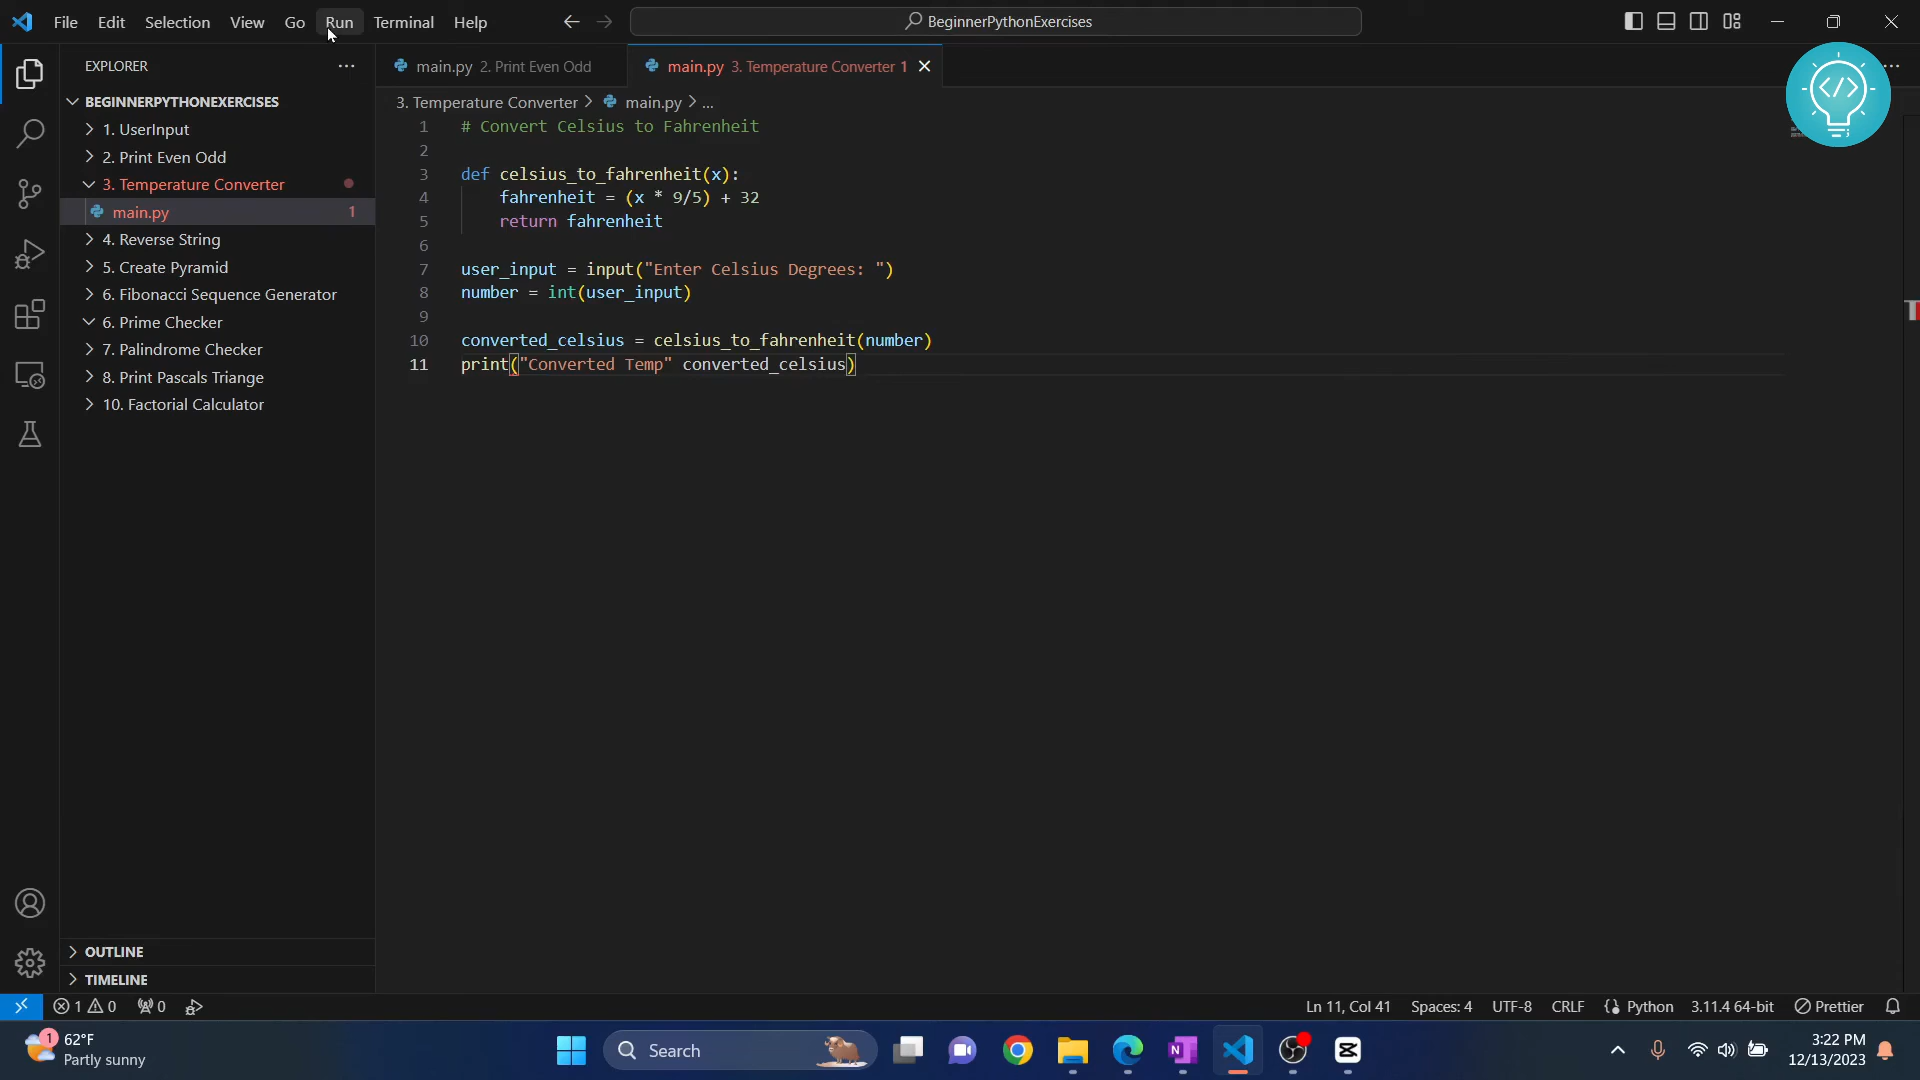 File Edit Selection View Go Run Terminal Help
BeginnerPythonExercises
EXPLORER
main.py 2. Print Even Odd
main.py 3. Temperature Converter 1
BEGINNERPYTHONEXERCISES
1. UserInput
2. Print Even Odd
3. Temperature Converter
main.py 1
4. Reverse String
5. Create Pyramid
6. Fibonacci Sequence Generator
6. Prime Checker
7. Palindrome Checker
8. Print Pascals Triange
10. Factorial Calculator
OUTLINE
TIMELINE
3. Temperature Converter > main.py > ...
1 # Convert Celsius to Fahrenheit
2
3 def celsius_to_fahrenheit(x):
4 fahrenheit = (x * 9/5) + 32
5 return fahrenheit
6
7 user_input = input("Enter Celsius Degrees: ")
8 number = int(user_input)
9
10 converted_celsius = celsius_to_fahrenheit(number)
11 print("Converted Temp" converted_celsius)
</> 
1 0 0
Ln 11, Col 41 Spaces: 4 UTF-8 CRLF Python 3.11.4 64-bit Prettier
1
62°F
Partly sunny
Search
N
3:22 PM
12/13/2023